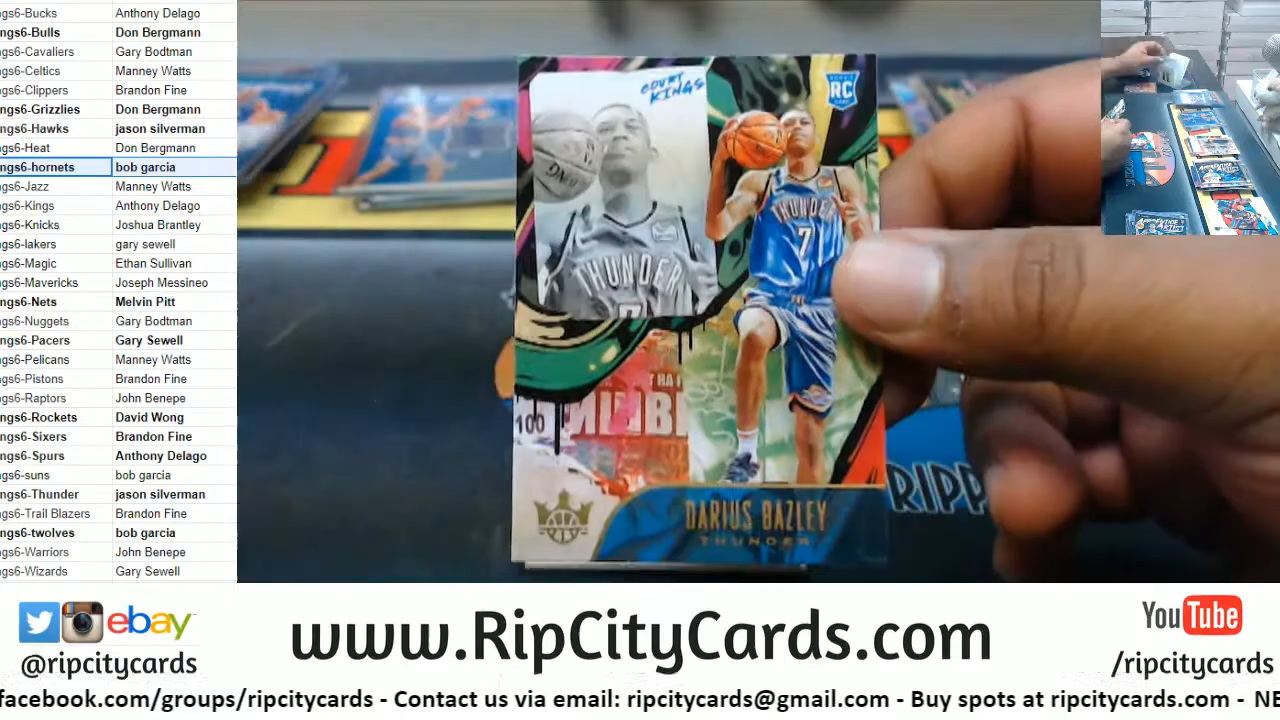 ngs6-Bucks Anthony Delago
ngs6-Bulls Don Bergmann
ngs6-Cavaliers Gary Bodtman
ngs6-Celtics Manney Watts
ngs6-Clippers Brandon Fine
ngs6-Grizzlies Don Bergmann
ngs6-Hawks jason silverman
ngs6-Heat Don Bergmann
ngs6-hornets bob garcia
ngs6-Jazz Manney Watts
ngs6-Kings Anthony Delago
ngs6-Knicks Joshua Brantley
ngs6-lakers gary sewell
ngs6-Magic Ethan Sullivan
ngs6-Mavericks Joseph Messineo
ngs6-Nets Melvin Pitt
ngs6-Nuggets Gary Bodtman
ngs6-Pacers Gary Sewell
ngs6-Pelicans Manney Watts
ngs6-Pistons Brandon Fine
ngs6-Raptors John Benepe
ngs6-Rockets David Wong
ngs6-Sixers Brandon Fine
ngs6-Spurs Anthony Delago
ngs6-suns bob garcia
ngs6-Thunder jason silverman
ngs6-Trail Blazers Brandon Fine
ngs6-twolves bob garcia
ngs6-Warriors John Benepe
ngs6-Wizards Gary Sewell
COURT
KINGS
RC
THUNDER
7
THUNDER
7
100
DARIUS BAZLEY
THUNDER
RIPP
ebay
@ripcitycards
www.RipCityCards.com
YouTube
/ripcitycards
facebook.com/groups/ripcitycards - Contact us via email: ripcitycards@gmail.com - Buy spots at ripcitycards.com - NE